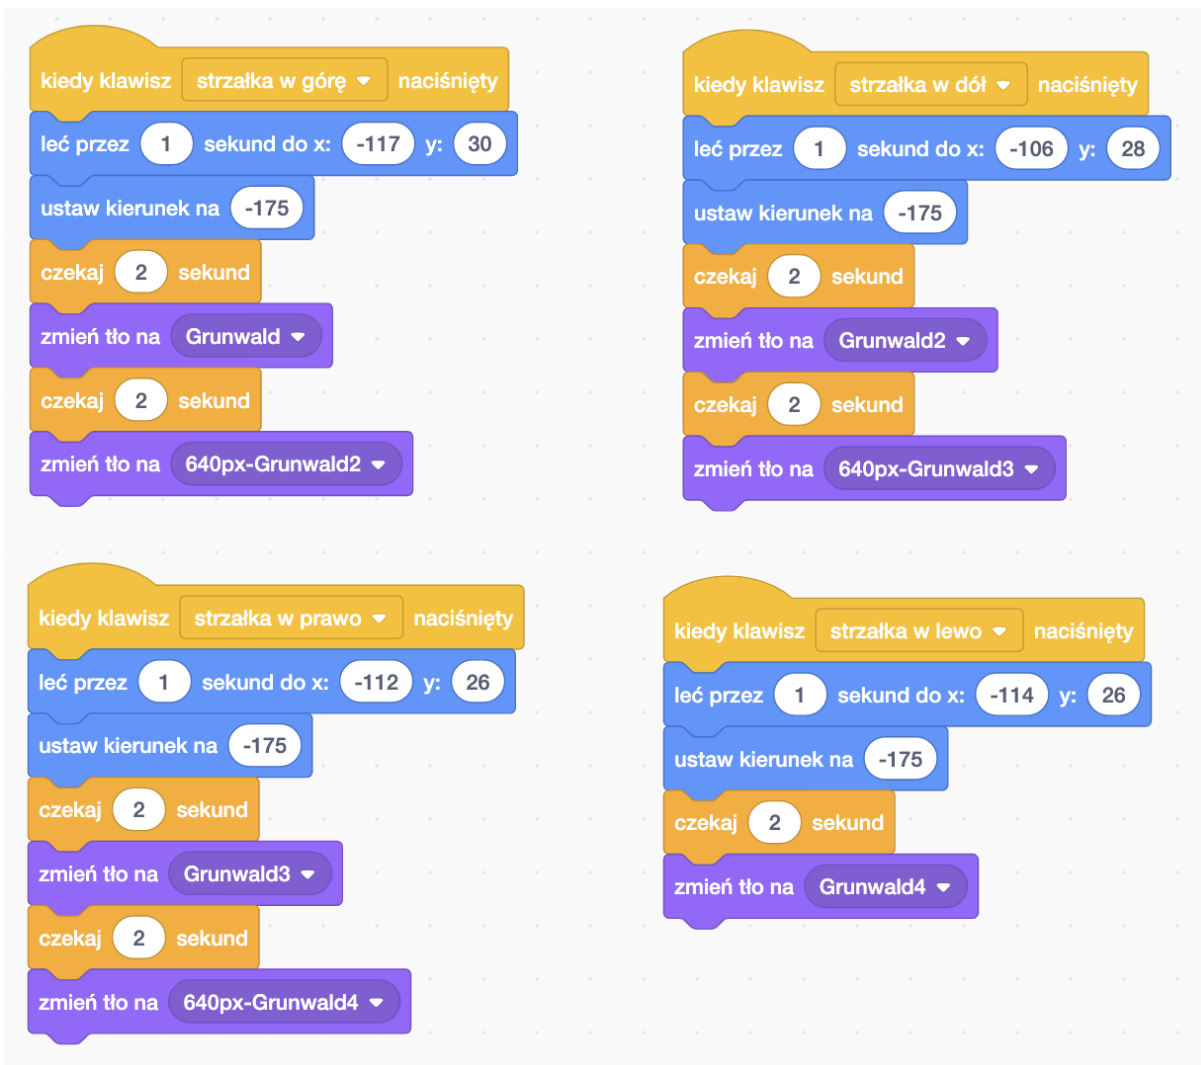 kiedy klawisz strzałka w górę naciśnięty
leć przez 1 sekund do x: -117 y: 30
ustaw kierunek na -175
czekaj 2 sekund
zmień tło na Grunwald
czekaj 2 sekund
zmień tło na 640px-Grunwald2
kiedy klawisz strzałka w dół naciśnięty
leć przez 1 sekund do x: -106 y: 28
ustaw kierunek na -175
czekaj 2 sekund
zmień tło na Grunwald2
czekaj 2 sekund
zmień tło na 640px-Grunwald3
kiedy klawisz strzałka w prawo naciśnięty
leć przez 1 sekund do x: -112 y: 26
ustaw kierunek na -175
czekaj 2 sekund
zmień tło na Grunwald3
czekaj 2 sekund
zmień tło na 640px-Grunwald4
kiedy klawisz strzałka w lewo naciśnięty
leć przez 1 sekund do x: -114 y: 26
ustaw kierunek na -175
czekaj 2 sekund
zmień tło na Grunwald4